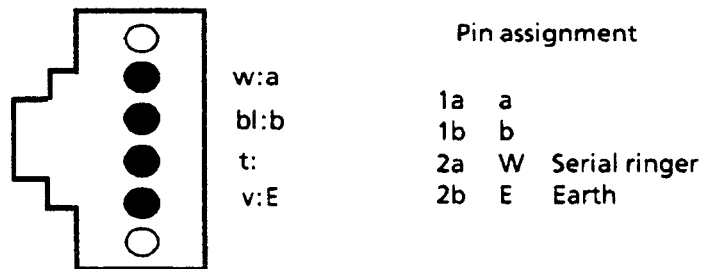 Pin assignment
w:a
bl:b
t:
v:E
1a a
1b b
2a W Serial ringer
2b E Earth